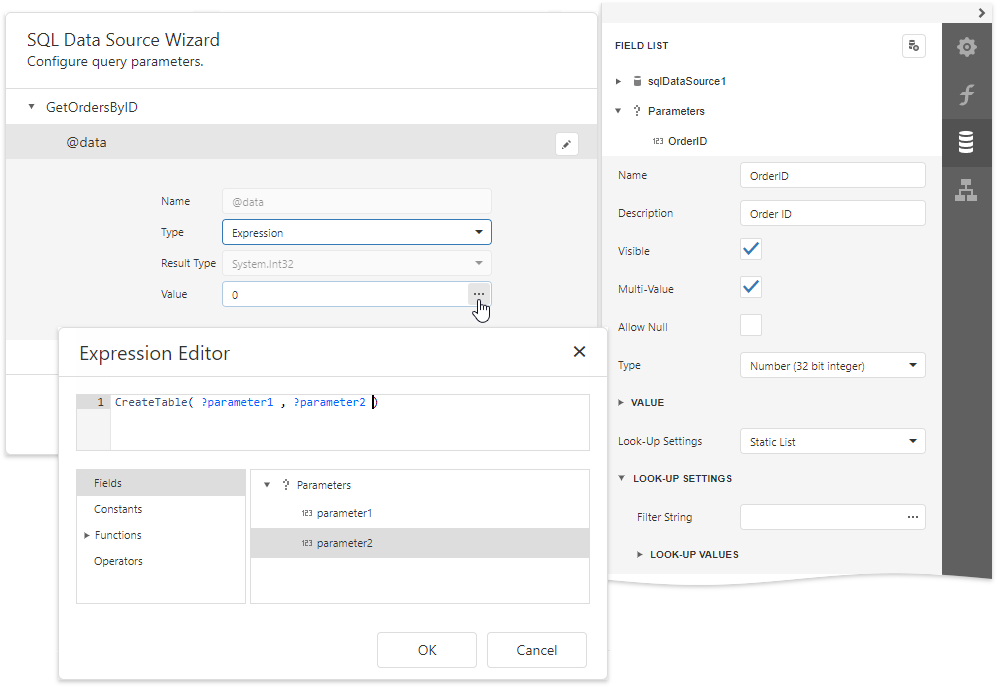 SQL Data Source Wizard
Configure query parameters.
GetOrdersByID
@data
Name @data
Type Expression
Result Type System.Int32
Value 0 ...
Expression Editor
1 CreateTable( ?parameter1 , ?parameter2 )
Fields
Constants
Functions
Operators
Parameters
123 parameter1
123 parameter2
OK Cancel
FIELD LIST
sqlDataSource1
Parameters
123 OrderID
Name OrderID
Description Order ID
Visible
Multi-Value
Allow Null
Type Number (32 bit integer)
VALUE
Look-Up Settings Static List
LOOK-UP SETTINGS
Filter String ...
LOOK-UP VALUES